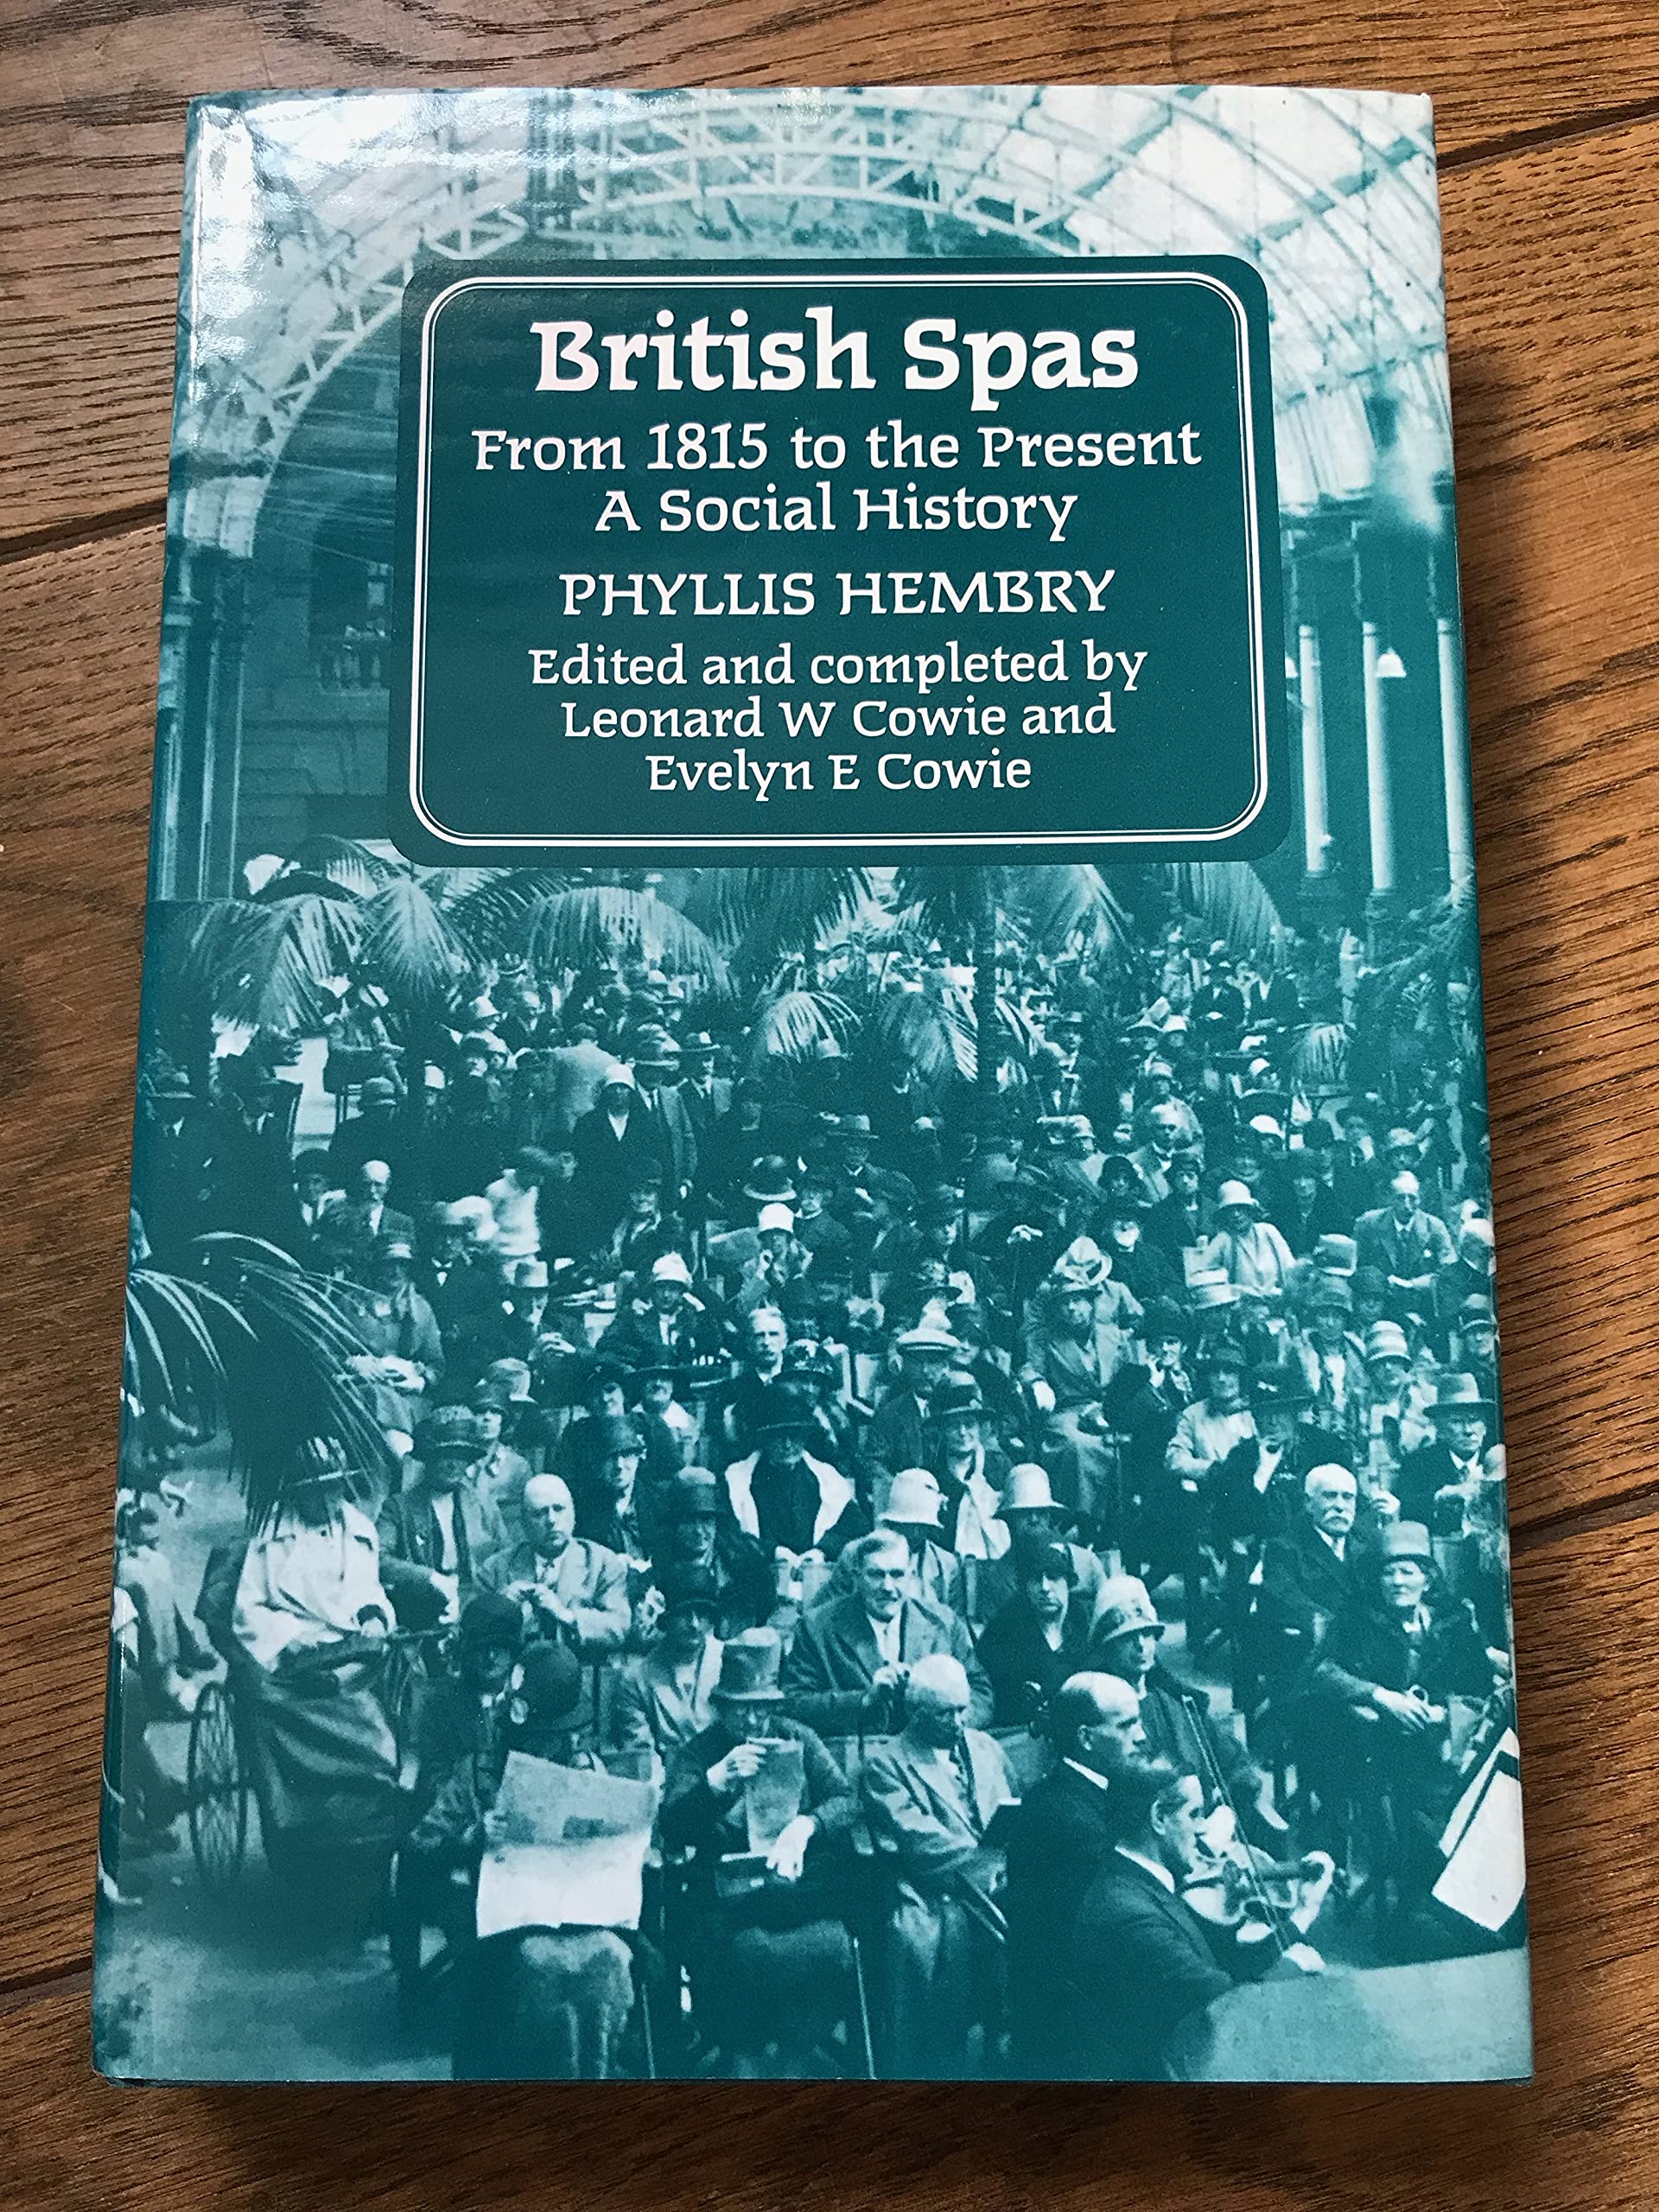 British Spas
From 1815 to the Present
A Social History
PHYLLIS HEMBRY
Edited and completed by
Leonard W Cowie and
Evelyn E Cowie